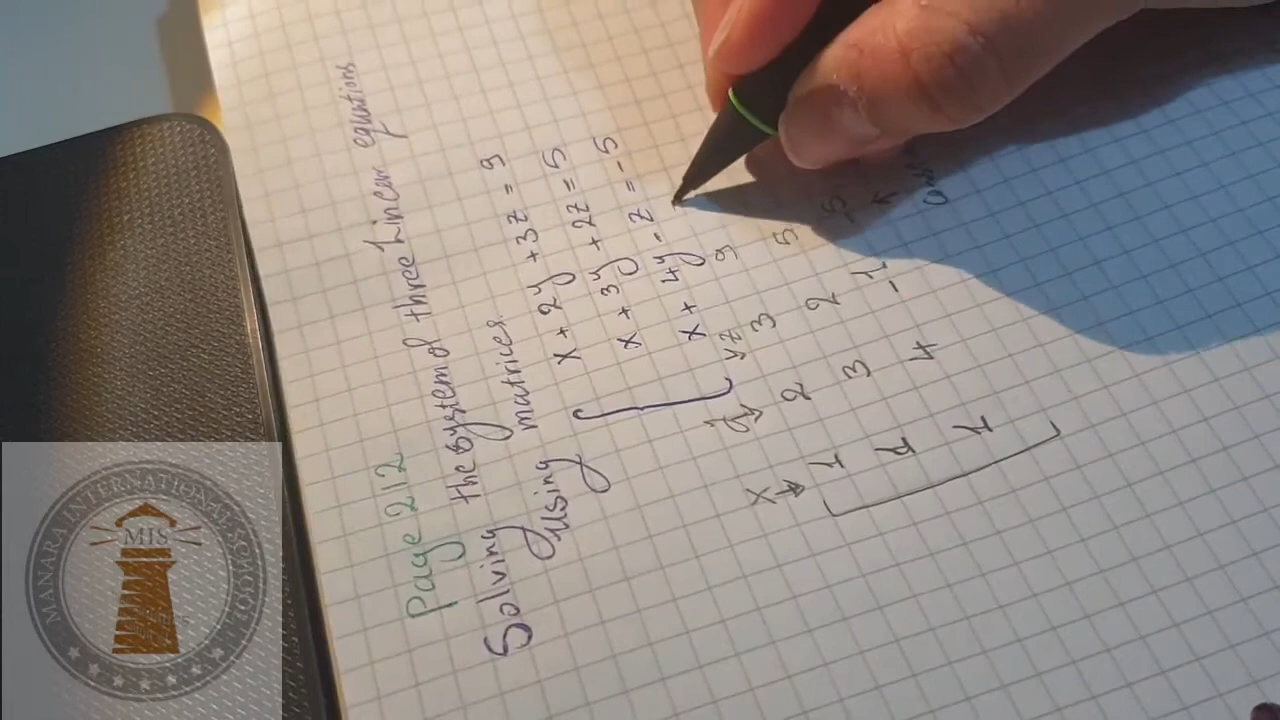 Page 212
Solving the system of three Linear equations
using matrices.
x + 2y + 3z = 9
x + 3y + 2z = 5
x + 4y - z = -5
x y z
1 2 3 9
1 3 2 5
1 4 -1 -5
MANARA INTERNATIONAL SCHOOL
MIS